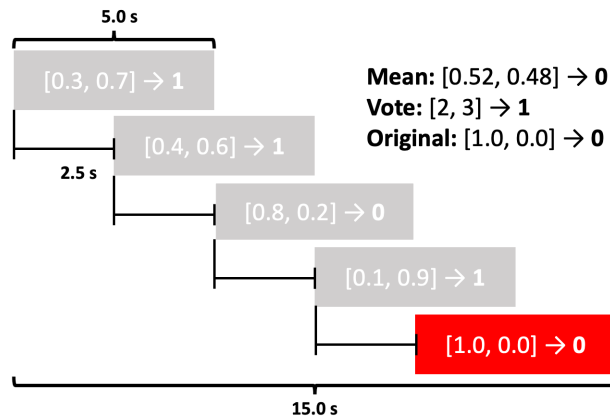 5.0 s
[0.3, 0.7] → 1
Mean: [0.52, 0.48] → 0
Vote: [2, 3] → 1
Original: [1.0, 0.0] → 0
[0.4, 0.6] → 1
2.5 s
[0.8, 0.2] → 0
[0.1, 0.9] → 1
[1.0, 0.0] → 0
15.0 s